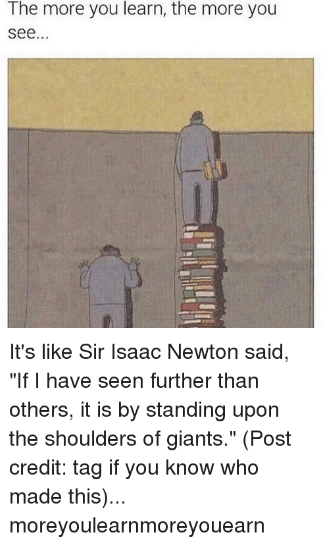 The more you learn, the more you
see...
It's like Sir Isaac Newton said,
"If I have seen further than
others, it is by standing upon
the shoulders of giants." (Post
credit: tag if you know who
made this)...
moreyoulearnmoreyouearn